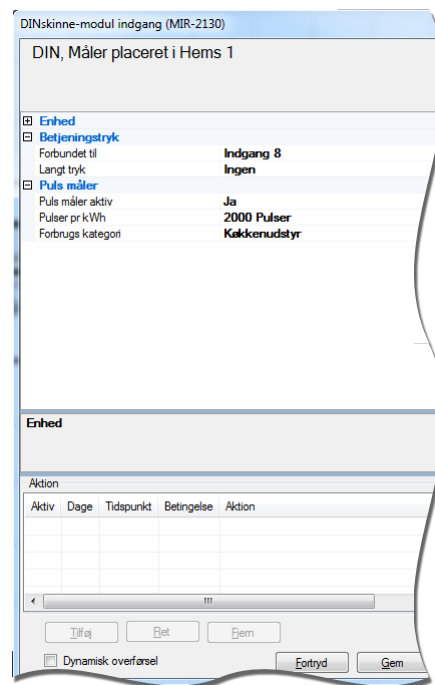 DINskinne-modul indgang (MIR-2130)
DIN, Måler placeret i Hems 1
Enhed
Betjeningstryk
Forbundet til Indgang 8
Langt tryk Ingen
Puls måler
Puls måler aktiv Ja
Pulser pr kWh 2000 Pulser
Forbrugs kategori Køkkenudstyr
Enhed
Aktion
Aktiv Dage Tidspunkt Betingelse Aktion
Tilføj Ret Fjern
Dynamisk overførsel Fortryd Gem